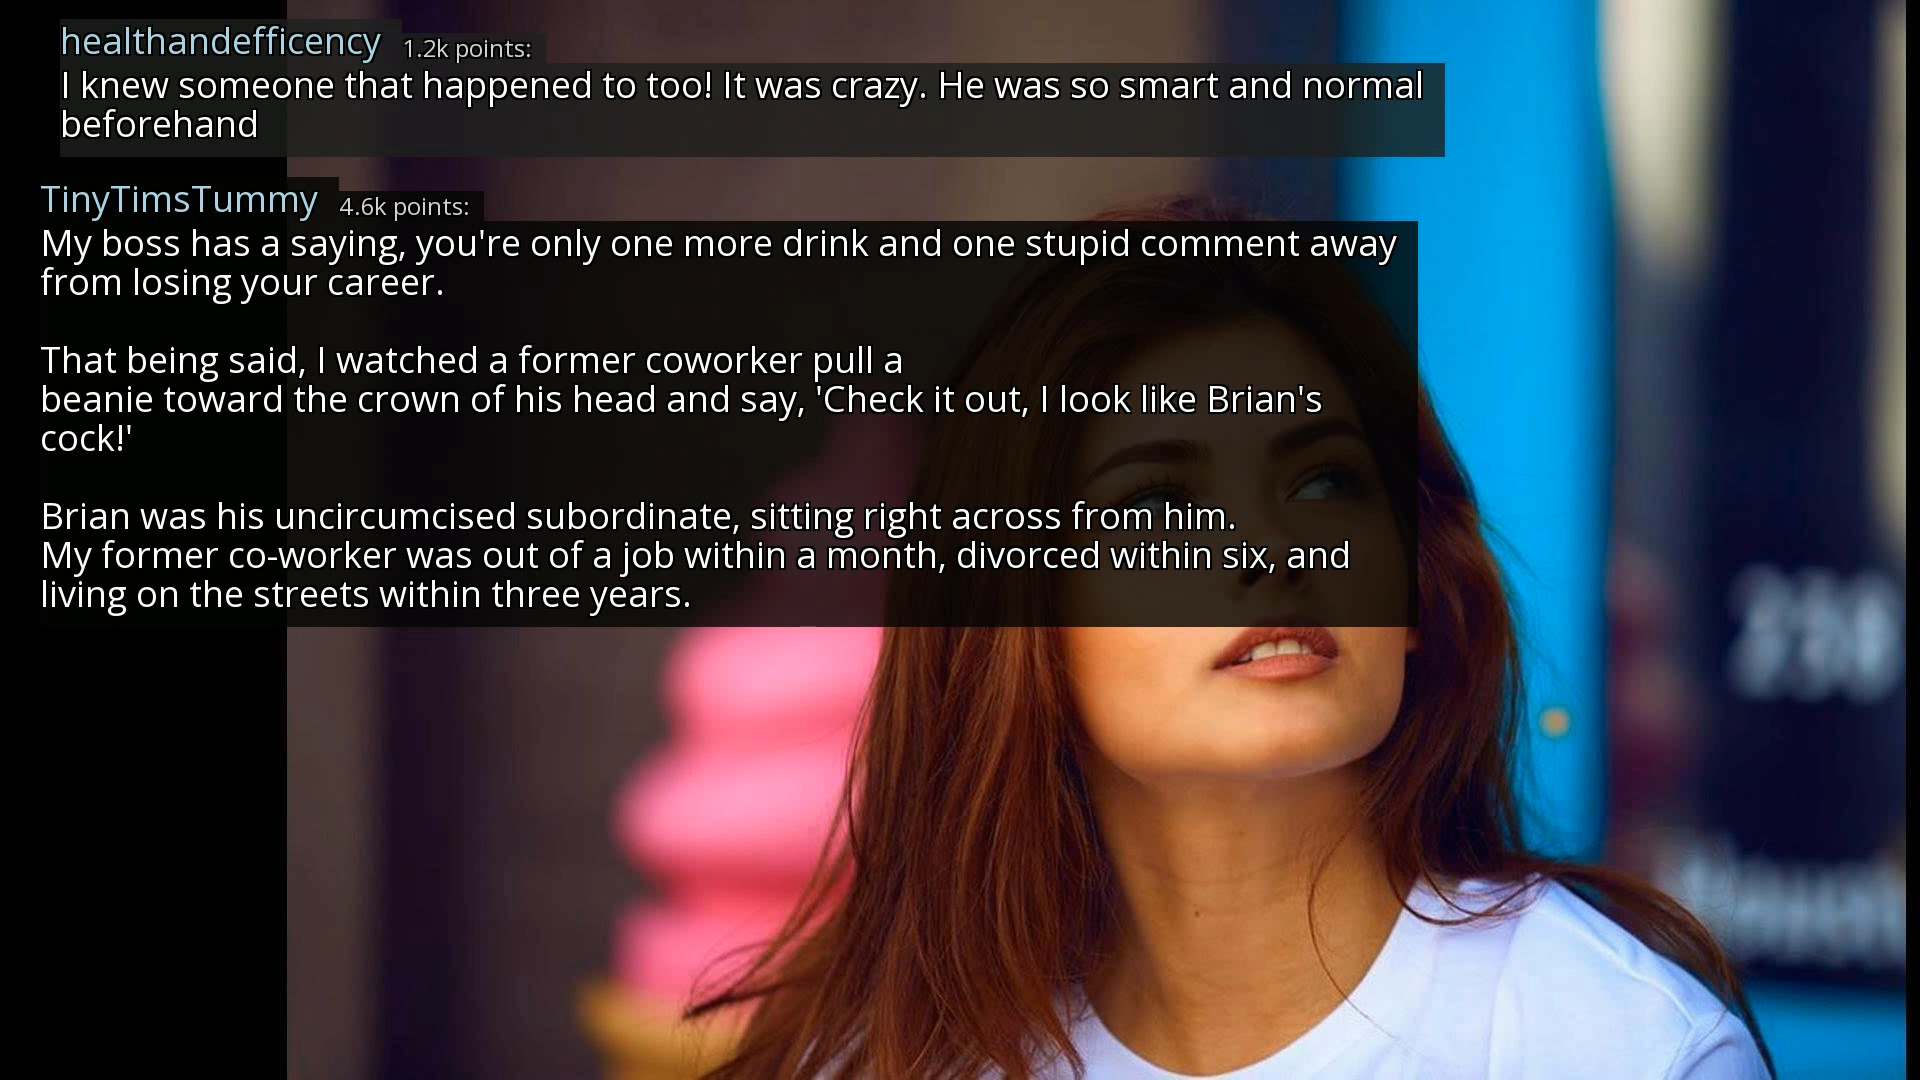 healthandefficency 1.2k points:
I knew someone that happened to too! It was crazy. He was so smart and normal
beforehand
TinyTimsTummy 4.6k points:
My boss has a saying, you're only one more drink and one stupid comment away
from losing your career.
That being said, I watched a former coworker pull a
beanie toward the crown of his head and say, 'Check it out, I look like Brian's
cock!'
Brian was his uncircumcised subordinate, sitting right across from him.
My former co-worker was out of a job within a month, divorced within six, and
living on the streets within three years.